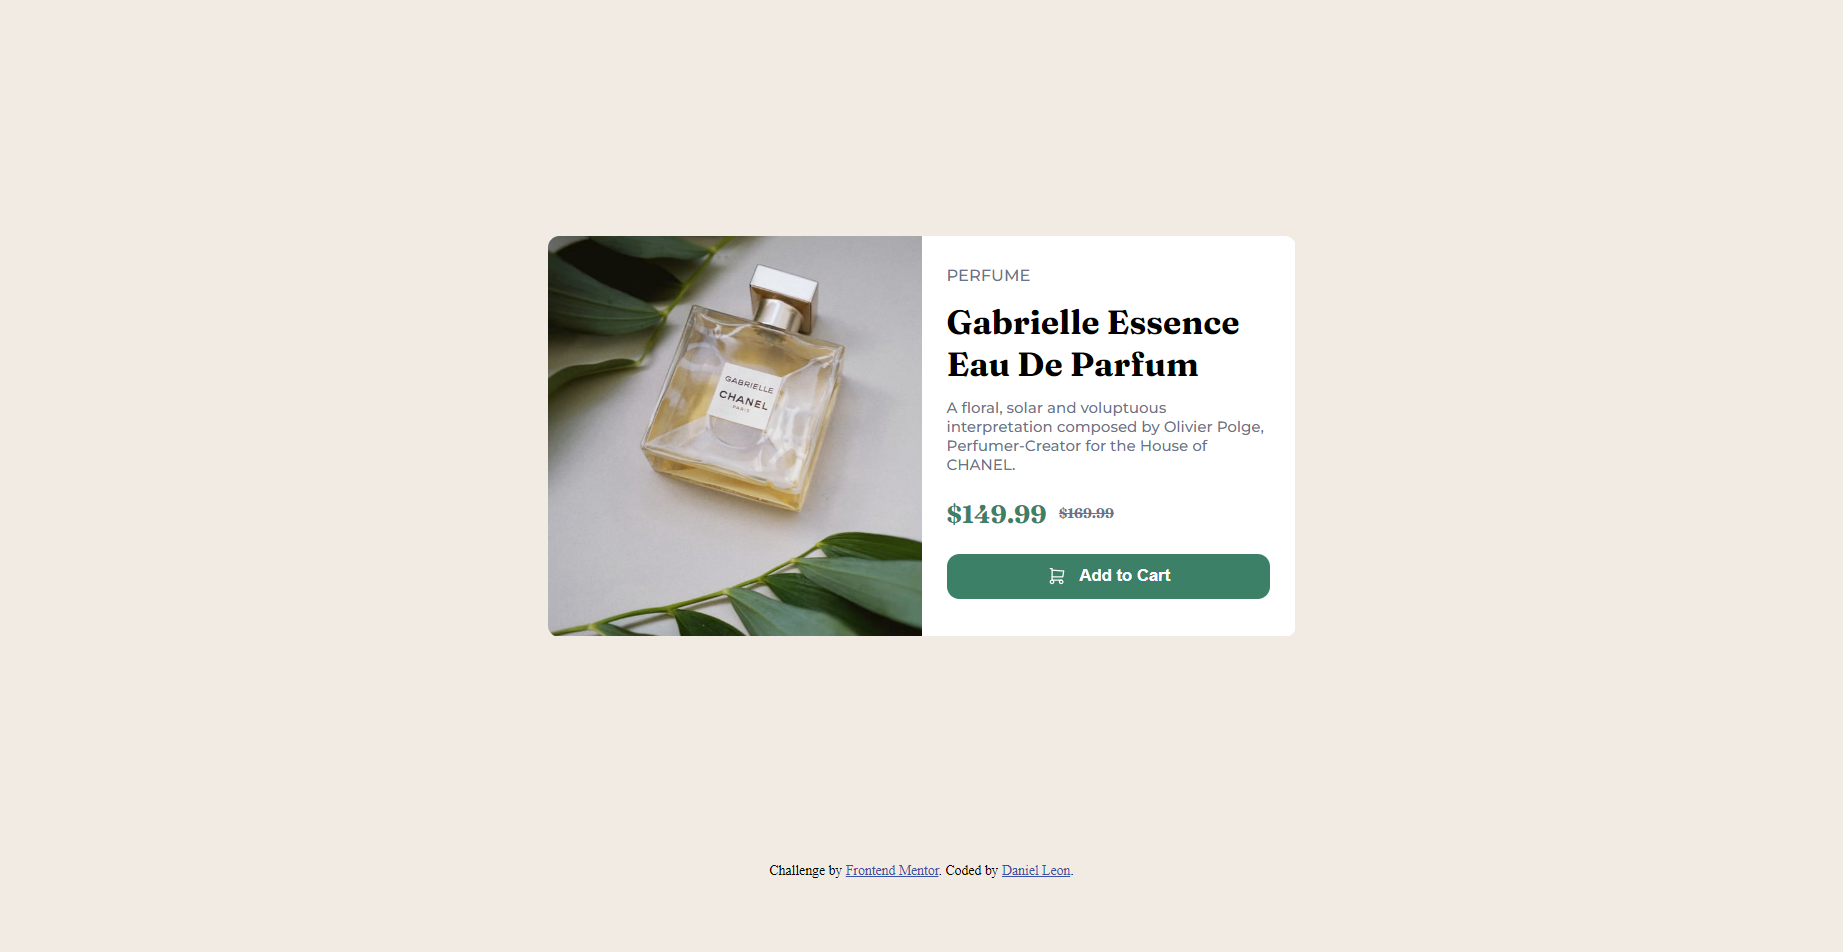 GABRIELLE
CHANEL
PARIS
PERFUME
Gabrielle Essence
Eau De Parfum
A floral, solar and voluptuous
interpretation composed by Olivier Polge,
Perfumer-Creator for the House of
CHANEL.
$149.99 $169.99
Add to Cart
Challenge by Frontend Mentor. Coded by Daniel Leon.